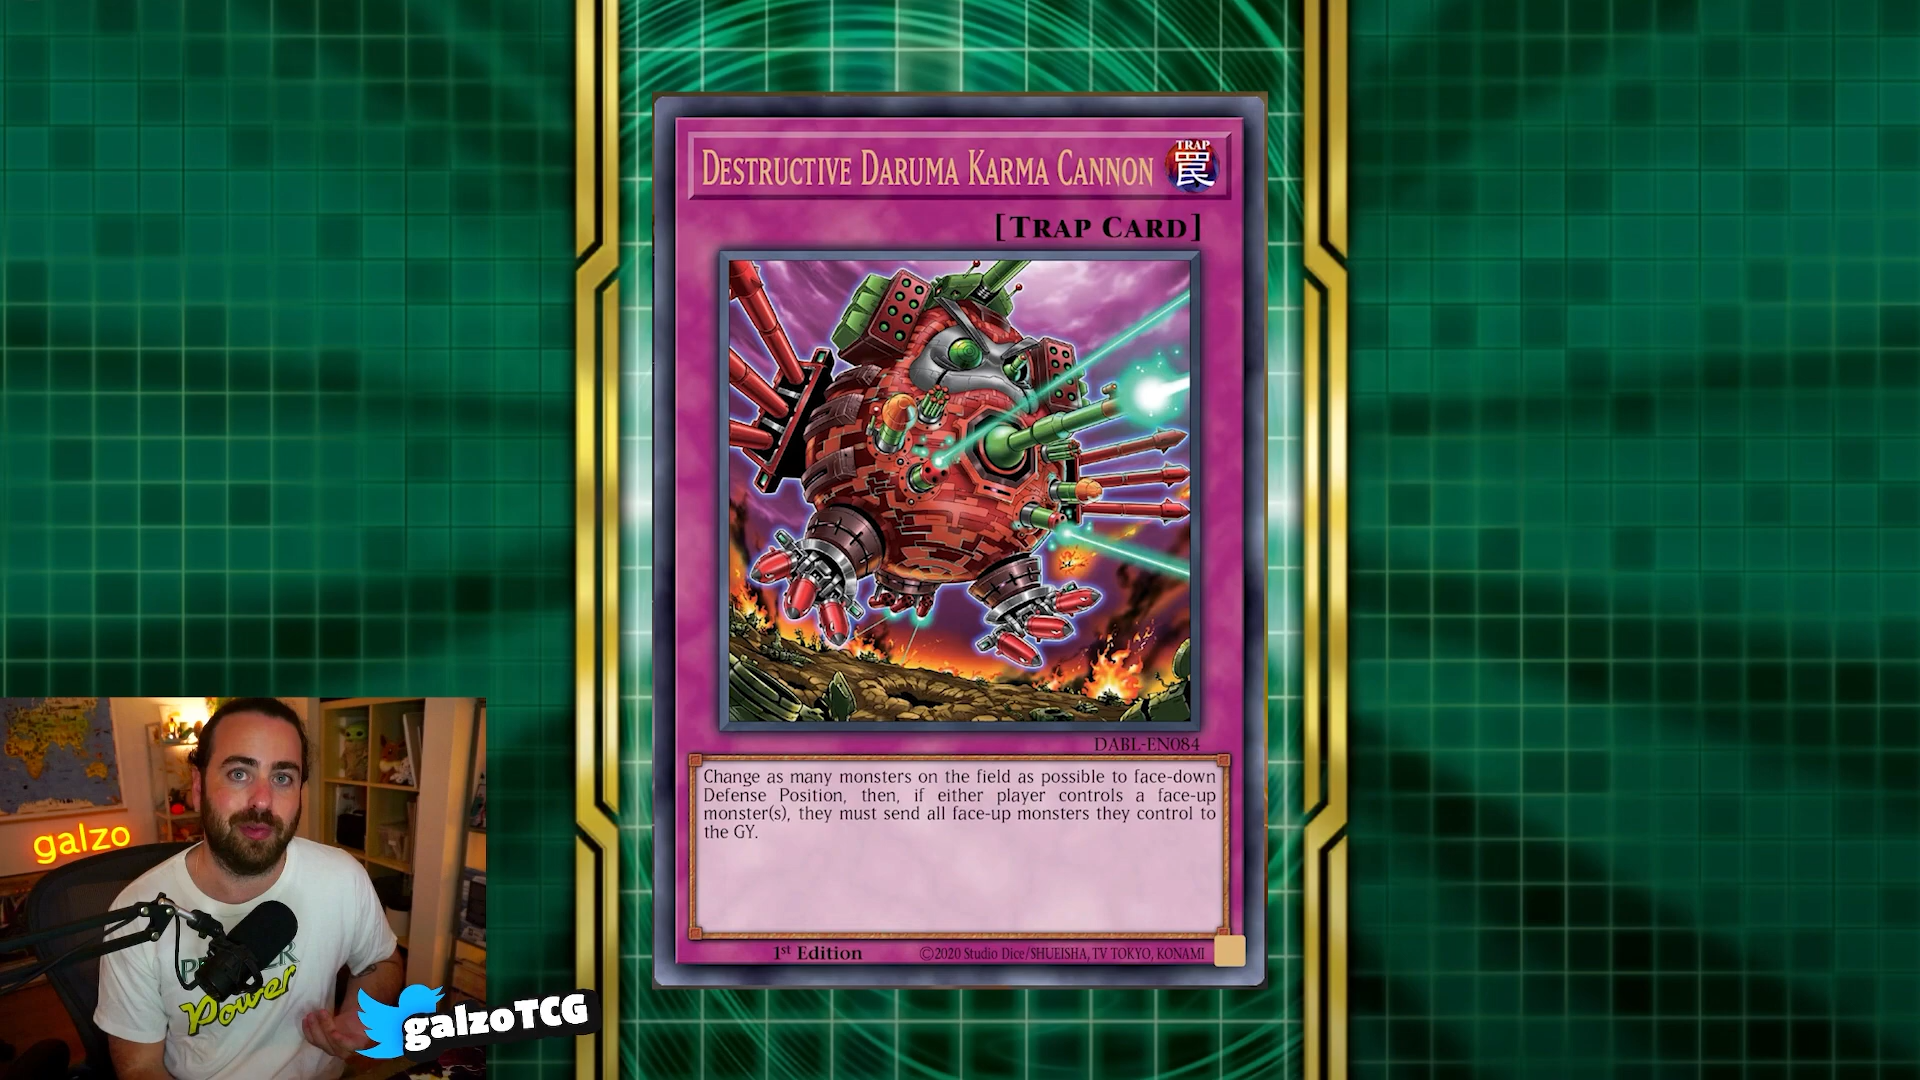 DESTRUCTIVE DARUMA KARMA CANNON
TRAP
罠
[TRAP CARD]
DABL-EN084
Change as many monsters on the field as possible to face-down
Defense Position, then, if either player controls a face-up
monster(s), they must send all face-up monsters they control to
the GY.
1st Edition
©2020 Studio Dice/SHUEISHA, TV TOKYO, KONAMI
galzo
Power
galzoTCG